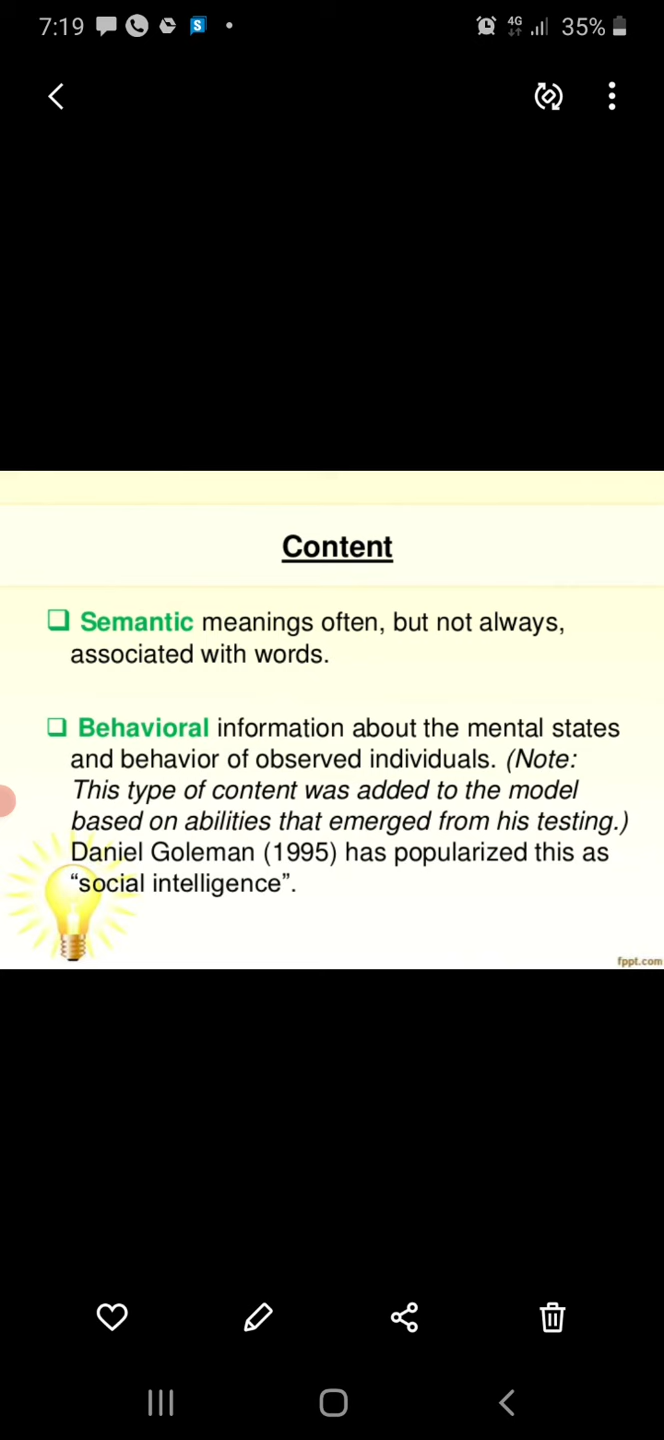 7:19
S
4G
35%
Content
Semantic meanings often, but not always,
associated with words.
Behavioral information about the mental states
and behavior of observed individuals. (Note:
This type of content was added to the model
based on abilities that emerged from his testing.)
Daniel Goleman (1995) has popularized this as
“social intelligence”.
fppt.com